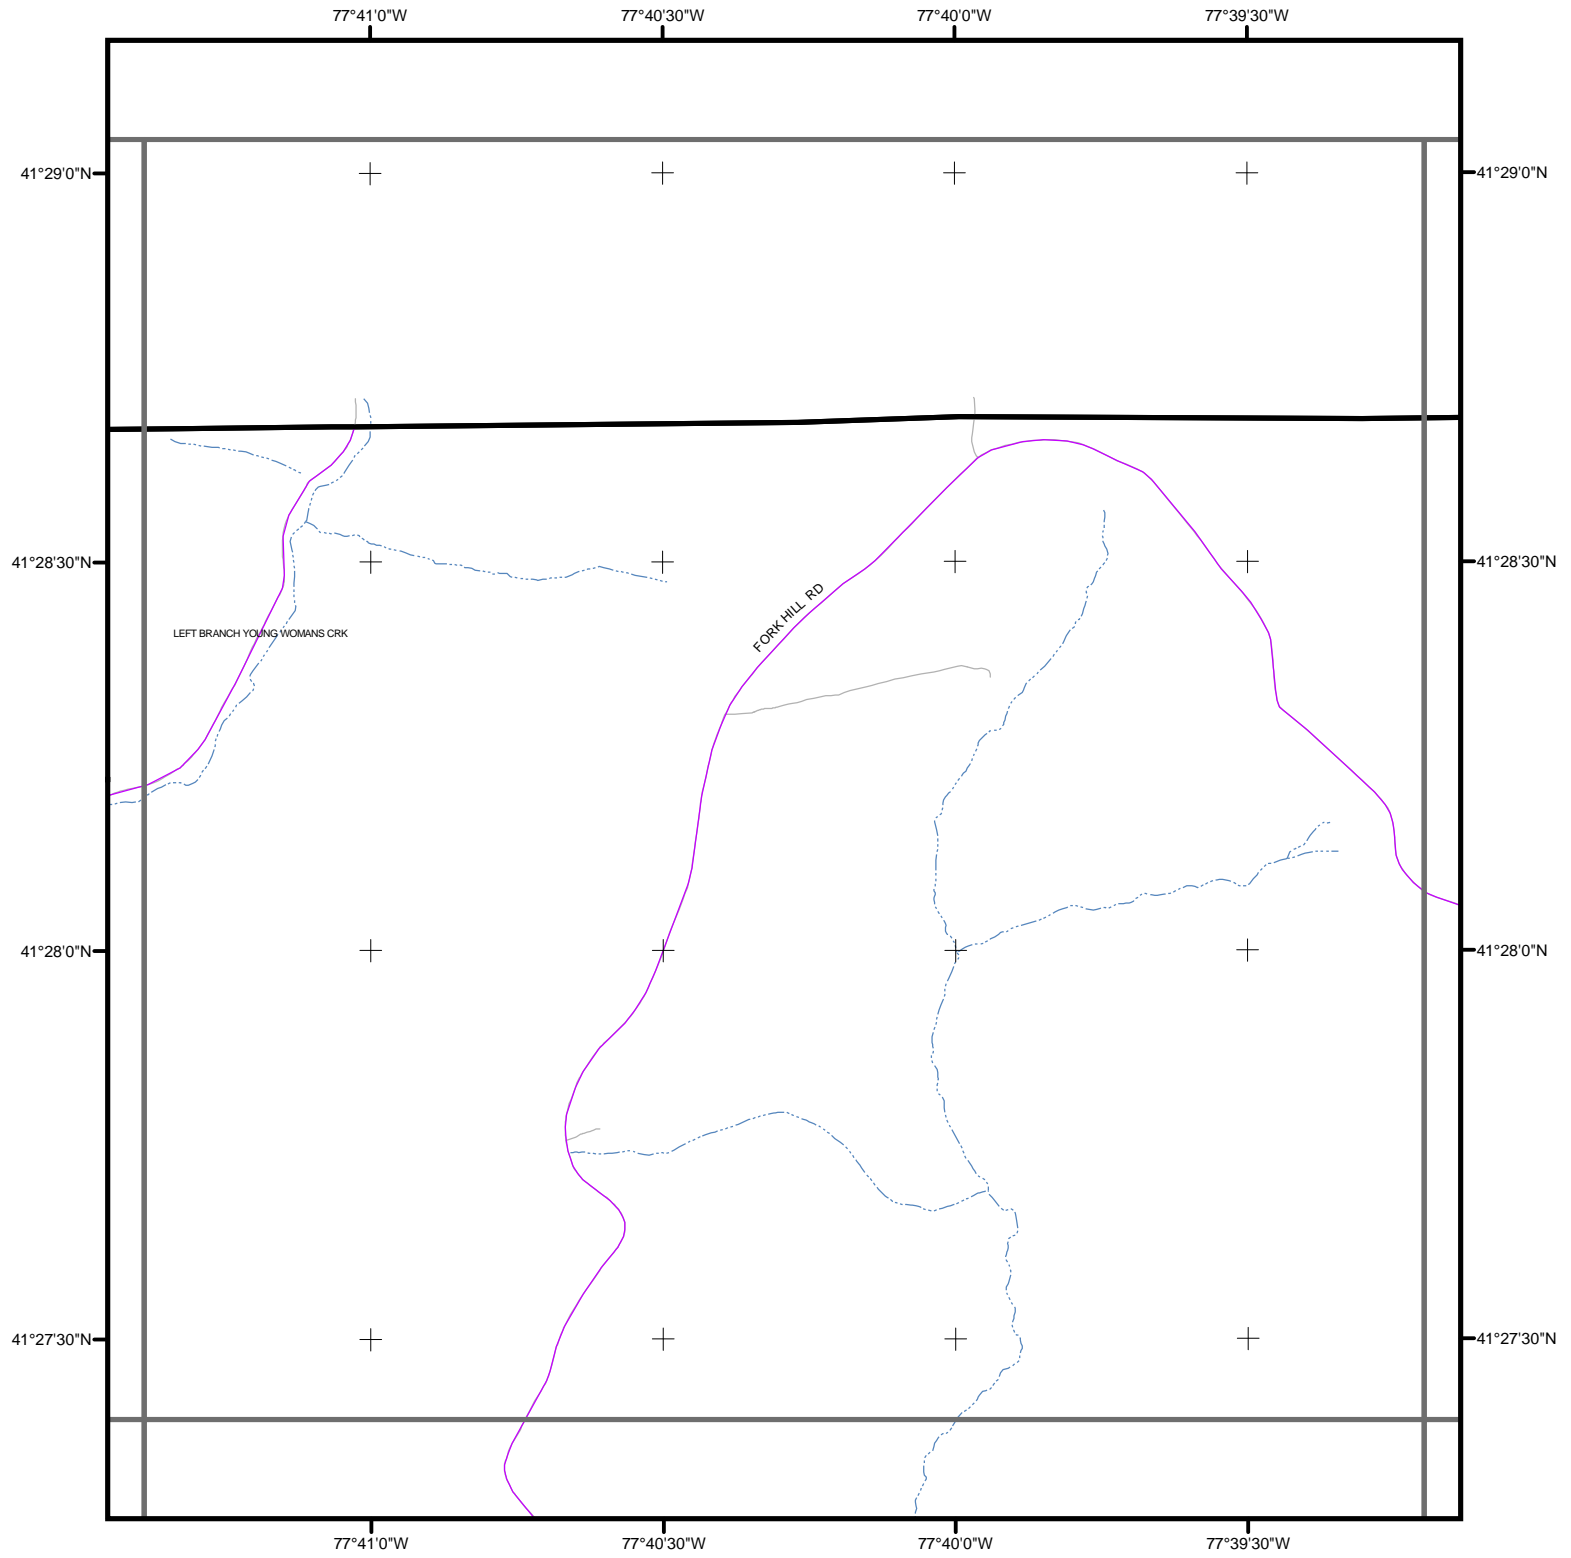 77°41'0"W 77°40'30"W 77°40'0"W 77°39'30"W
41°29'0"N 41°29'0"N
41°28'30"N 41°28'30"N
FORK HILL RD
LEFT BRANCH YOUNG WOMANS CRK
41°28'0"N 41°28'0"N
41°27'30"N 41°27'30"N
77°41'0"W 77°40'30"W 77°40'0"W 77°39'30"W